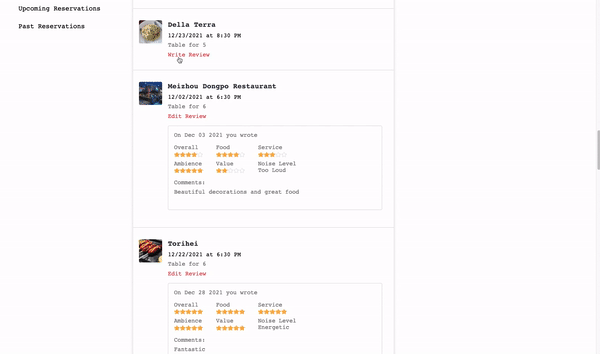 Upcoming Reservations
Past Reservations
Della Terra
12/23/2021 at 8:30 PM
Table for 5
Write Review
Meizhou Dongpo Restaurant
12/02/2021 at 6:30 PM
Table for 6
Edit Review
On Dec 03 2021 you wrote
Overall Food Service
Ambience Value Noise Level
Too Loud
Comments:
Beautiful decorations and great food
Torihei
12/22/2021 at 6:30 PM
Table for 6
Edit Review
On Dec 28 2021 you wrote
Overall Food Service
Ambience Value Noise Level
Energetic
Comments:
Fantastic